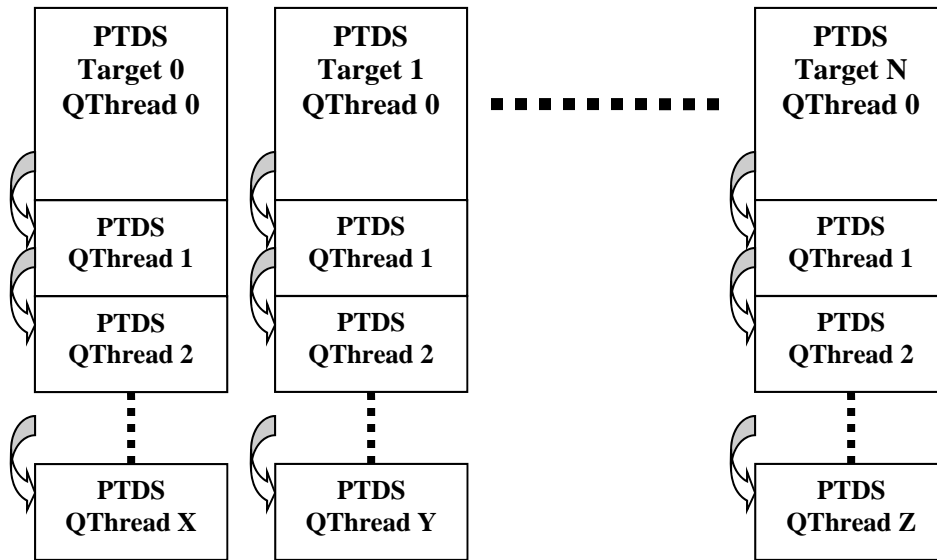 PTDS
Target 0
QThread 0
PTDS
Target 1
QThread 0
PTDS
Target N
QThread 0
PTDS
QThread 1
PTDS
QThread 1
PTDS
QThread 1
PTDS
QThread 2
PTDS
QThread 2
PTDS
QThread 2
PTDS
QThread X
PTDS
QThread Y
PTDS
QThread Z